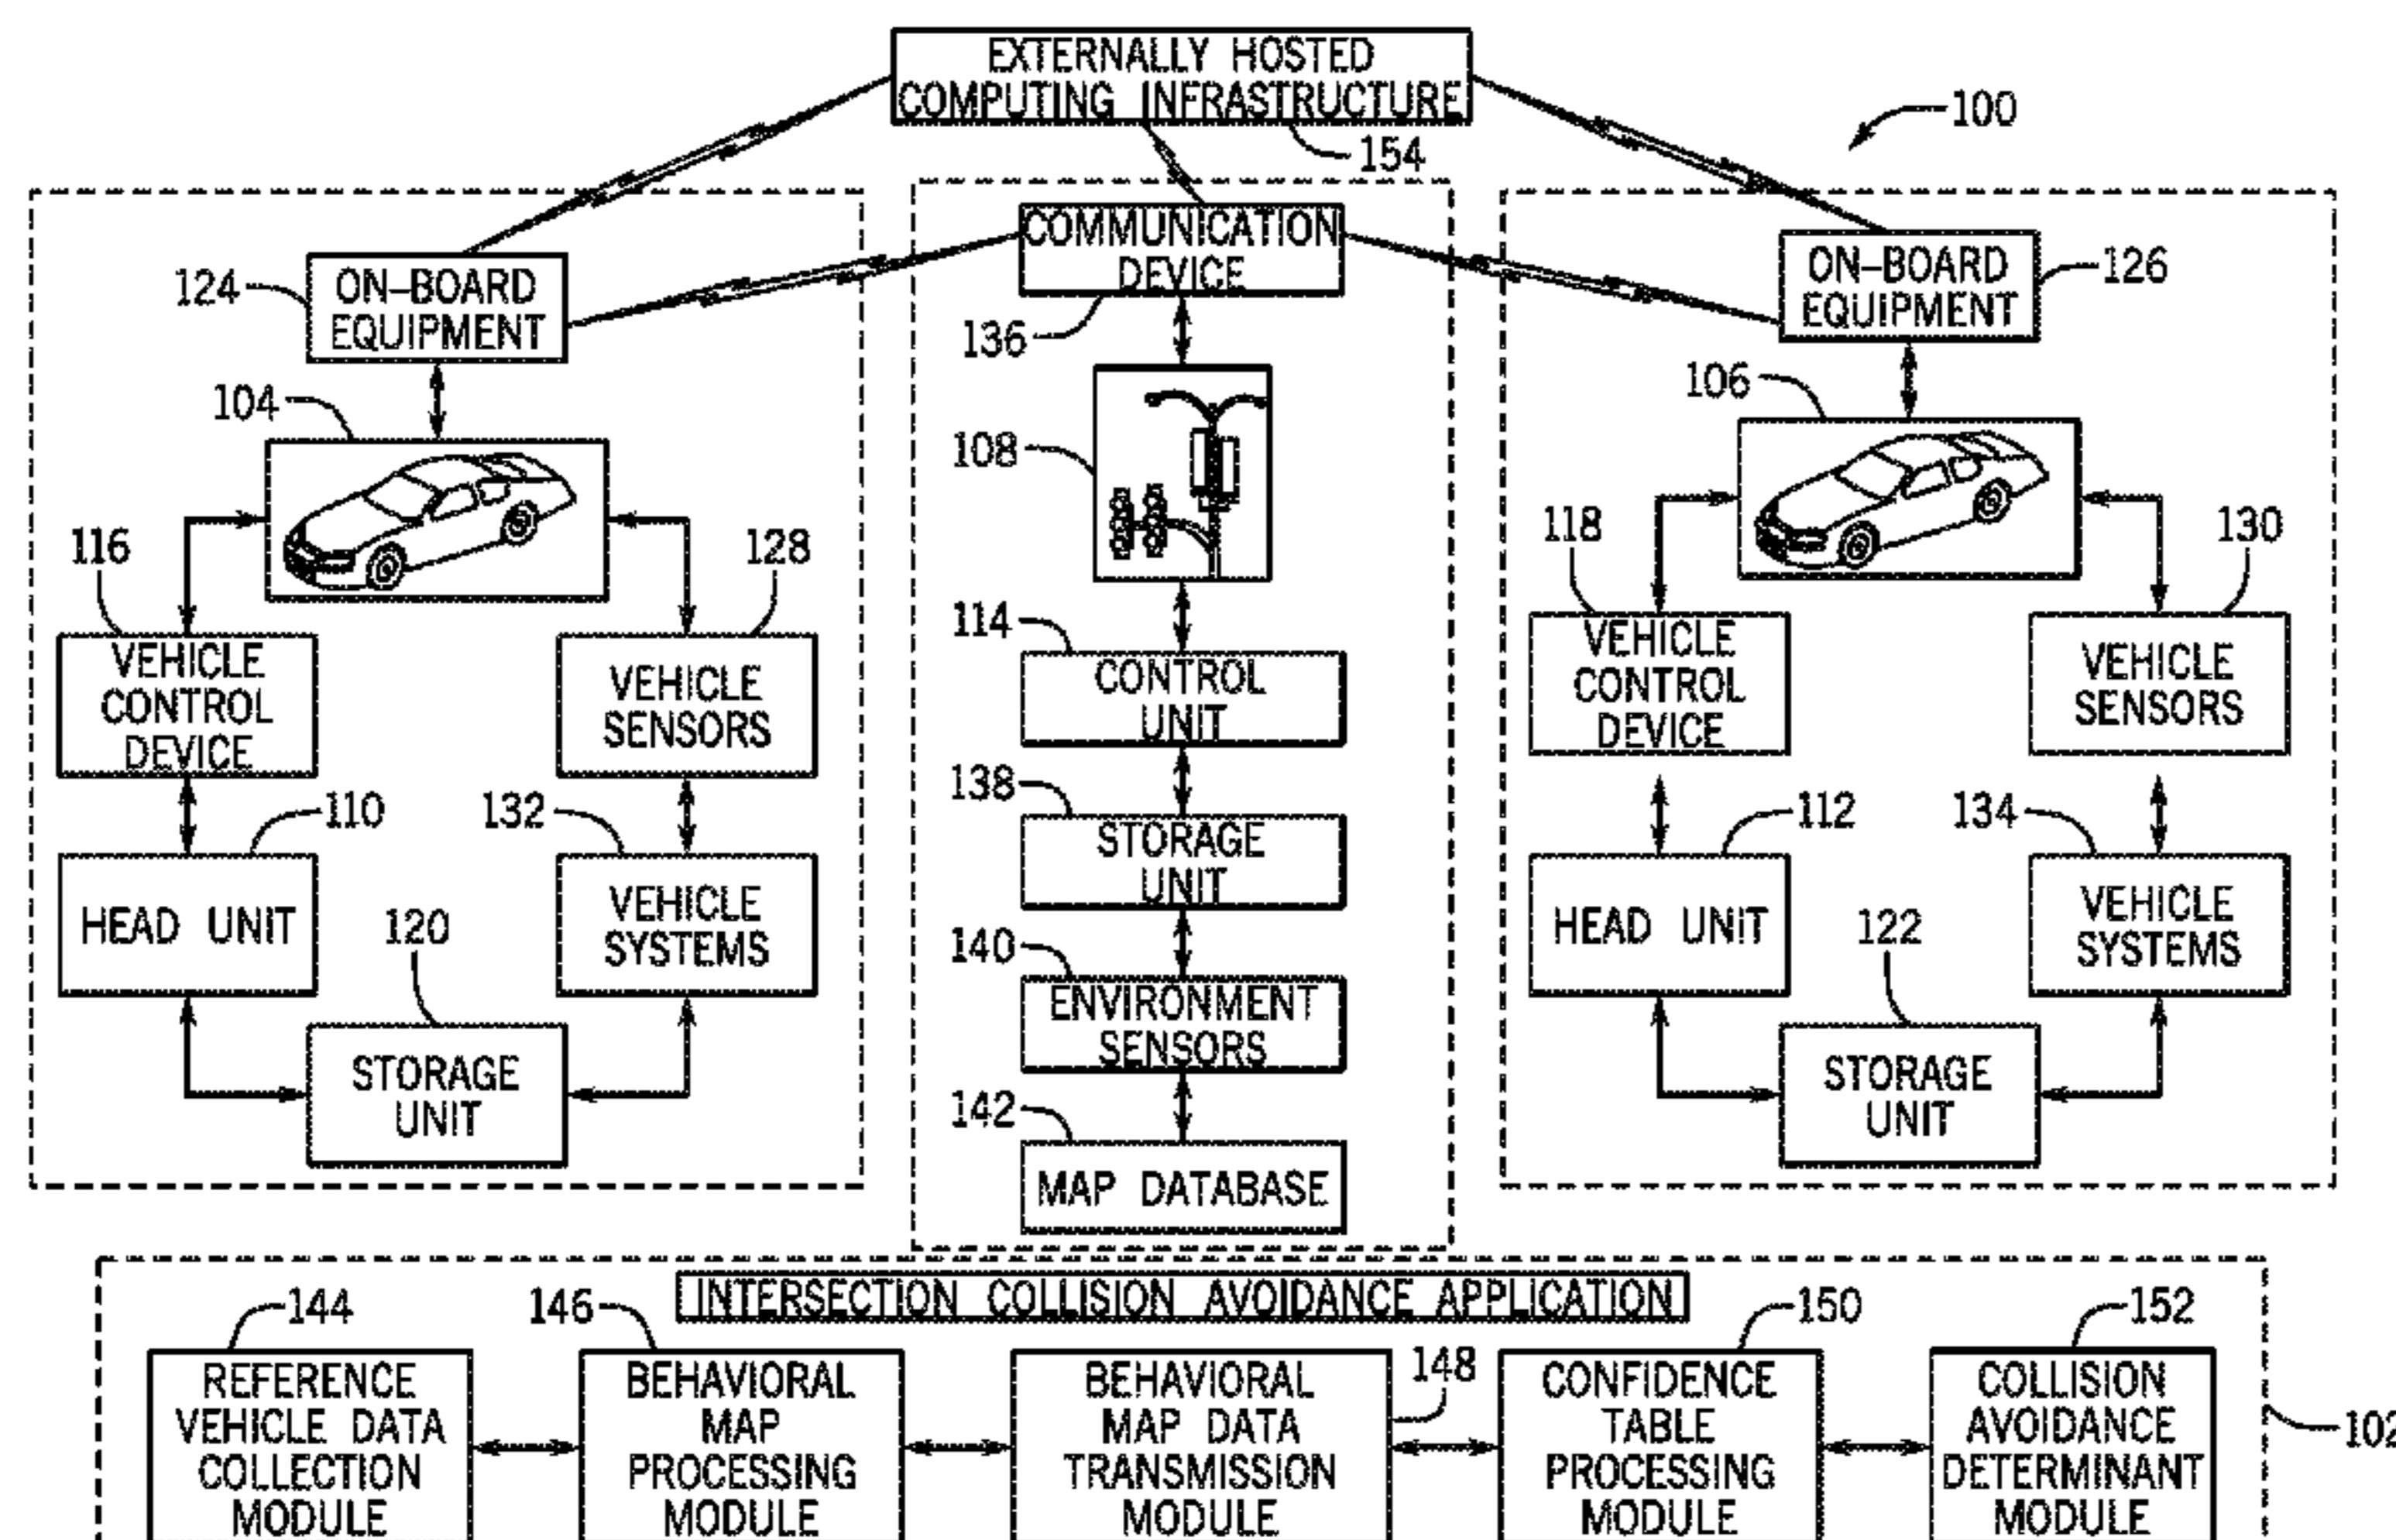 EXTERNALLY HOSTED
COMPUTING INFRASTRUCTURE
154
100
COMMUNICATION
DEVICE
136
124
ON-BOARD
EQUIPMENT
ON-BOARD
EQUIPMENT
126
104
108
106
116
128
118
130
VEHICLE
CONTROL
DEVICE
VEHICLE
SENSORS
114
CONTROL
UNIT
VEHICLE
CONTROL
DEVICE
VEHICLE
SENSORS
110
132
138
STORAGE
UNIT
112
134
HEAD UNIT
120
VEHICLE
SYSTEMS
140
ENVIRONMENT
SENSORS
HEAD UNIT
122
VEHICLE
SYSTEMS
STORAGE
UNIT
142
MAP DATABASE
STORAGE
UNIT
INTERSECTION COLLISION AVOIDANCE APPLICATION
144
146
148
150
152
102
REFERENCE
VEHICLE DATA
COLLECTION
MODULE
BEHAVIORAL
MAP
PROCESSING
MODULE
BEHAVIORAL
MAP DATA
TRANSMISSION
MODULE
CONFIDENCE
TABLE
PROCESSING
MODULE
COLLISION
AVOIDANCE
DETERMINANT
MODULE